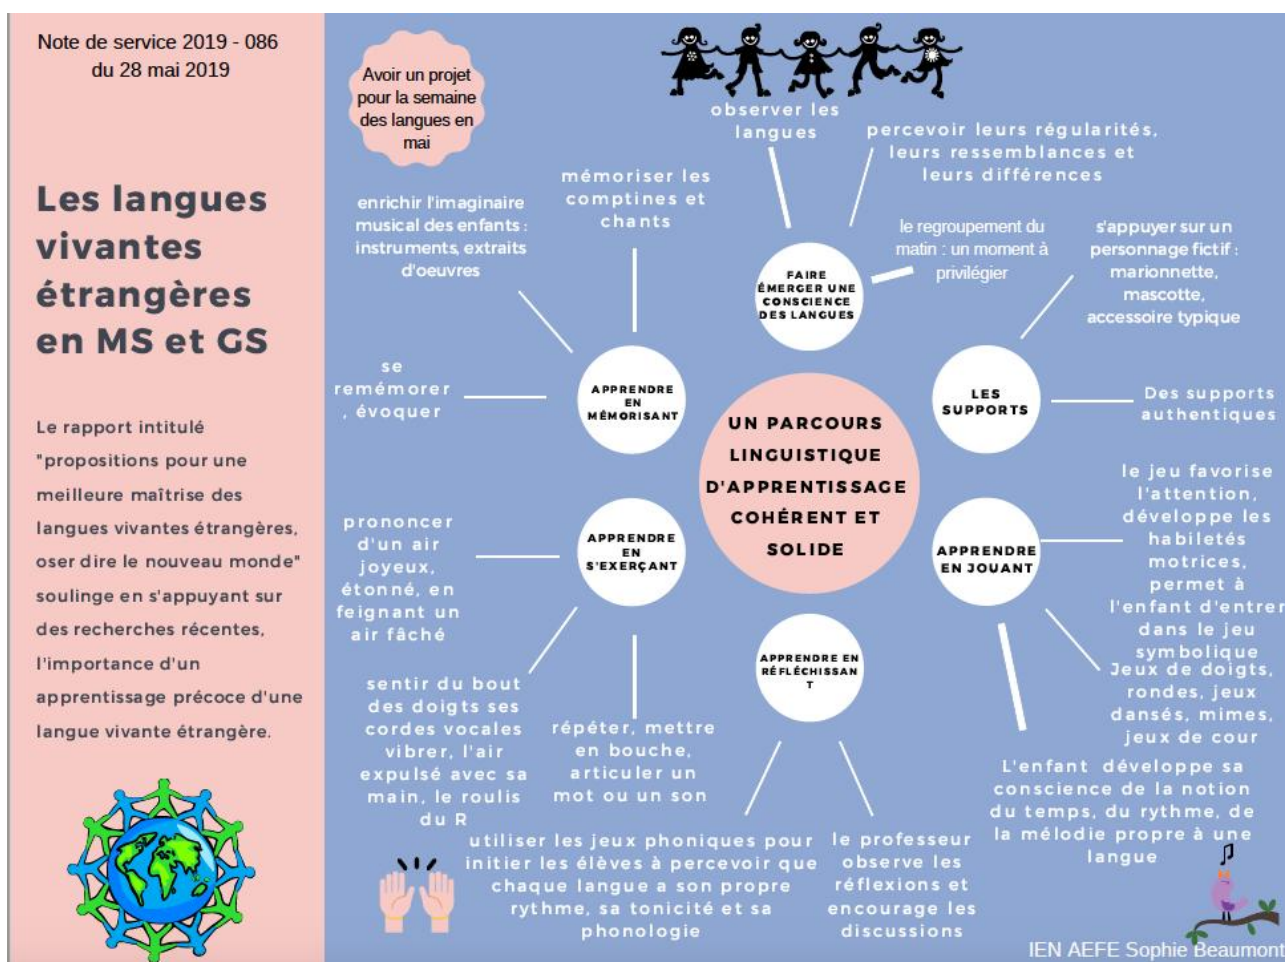 Note de service 2019 - 086
du 28 mai 2019
Les langues
vivantes
étrangères
en MS et GS
Le rapport intitulé
"propositions pour une
meilleure maîtrise des
langues vivantes étrangères,
oser dire le nouveau monde"
soulinge en s'appuyant sur
des recherches récentes,
l'importance d'un
apprentissage précoce d'une
langue vivante étrangère.
Avoir un projet
pour la semaine
des langues en
mai
observer les
langues
percevoir leurs régularités,
leurs ressemblances et
leurs différences
le regroupement du
matin : un moment à
privilégier
FAIRE
ÉMERGER UNE
CONSCIENCE
DES LANGUES
mémoriser les
comptines et
chants
enrichir l'imaginaire
musical des enfants :
instruments, extraits
d'oeuvres
se
remémorer
, évoquer
APPRENDRE
EN
MÉMORISANT
s'appuyer sur un
personnage fictif :
marionnette,
mascotte,
accessoire typique
LES
SUPPORTS
Des supports
authentiques
UN PARCOURS
LINGUISTIQUE
D'APPRENTISSAGE
COHÉRENT ET
SOLIDE
prononcer
d'un air
joyeux,
étonné, en
feignant un
air fâché
APPRENDRE
EN
S'EXERÇANT
sentir du bout
des doigts ses
cordes vocales
vibrer, l'air
expulsé avec sa
main, le roulis
du R
répéter, mettre
en bouche,
articuler un
mot ou un son
APPRENDRE
EN JOUANT
le jeu favorise
l'attention,
développe les
habiletés
motrices,
permet à
l'enfant d'entrer
dans le jeu
symbolique
Jeux de doigts,
rondes, jeux
dansés, mimes,
jeux de cour
L'enfant développe sa
conscience de la notion
du temps, du rythme, de
la mélodie propre à une
langue
APPRENDRE EN
RÉFLÉCHISSAN
T
utiliser les jeux phoniques pour
initier les élèves à percevoir que
chaque langue a son propre
rythme, sa tonicité et sa
phonologie
le professeur
observe les
réflexions et
encourage les
discussions
IEN AEFE Sophie Beaumont